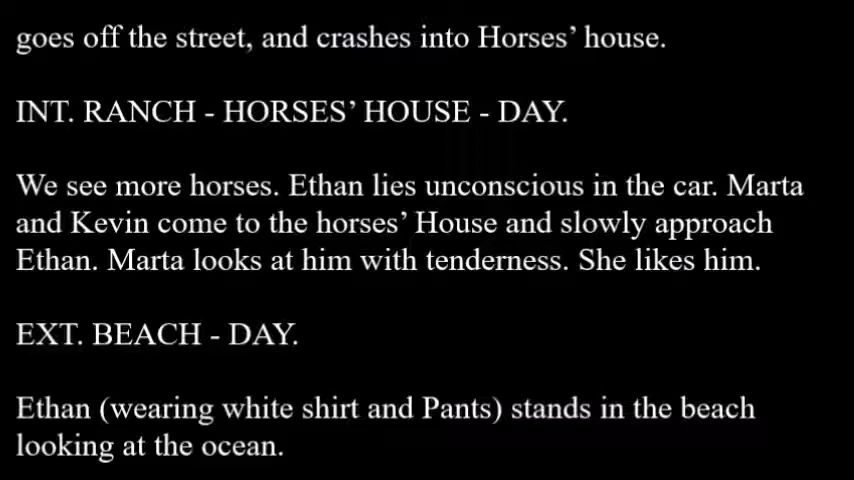 goes off the street, and crashes into Horses’ house.
INT. RANCH - HORSES’ HOUSE - DAY.
We see more horses. Ethan lies unconscious in the car. Marta
and Kevin come to the horses’ House and slowly approach
Ethan. Marta looks at him with tenderness. She likes him.
EXT. BEACH - DAY.
Ethan (wearing white shirt and Pants) stands in the beach
looking at the ocean.